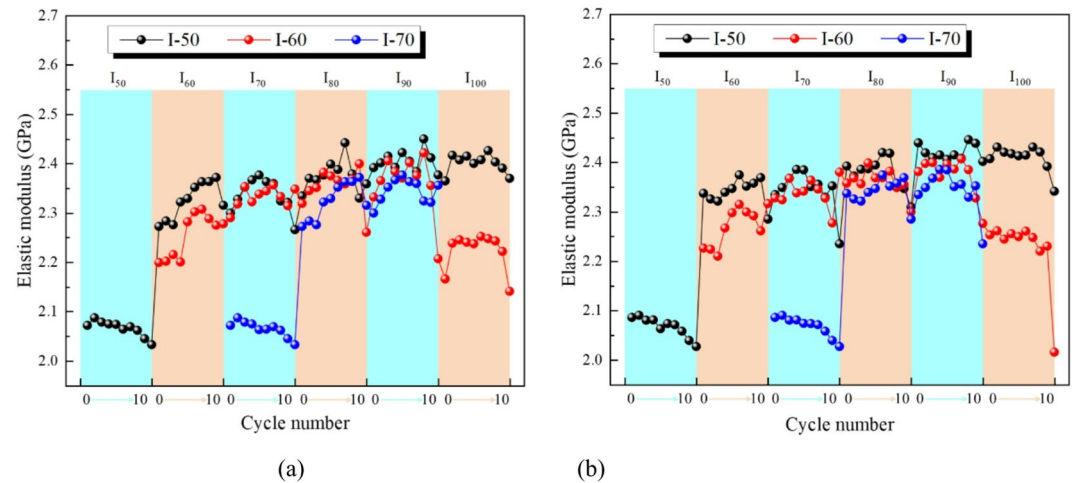 2.7
2.6
2.5
2.4
2.3
2.2
2.1
2.0
Elastic modulus (GPa)
I-50 I-60 I-70
I₅₀ I₆₀ I₇₀ I₈₀ I₉₀ I₁₀₀
0 10 0 10 0 10 0 10 0 10 0 10
Cycle number
(a)
2.7
2.6
2.5
2.4
2.3
2.2
2.1
2.0
Elastic modulus (GPa)
I-50 I-60 I-70
I₅₀ I₆₀ I₇₀ I₈₀ I₉₀ I₁₀₀
0 10 0 10 0 10 0 10 0 10 0 10
Cycle number
(b)